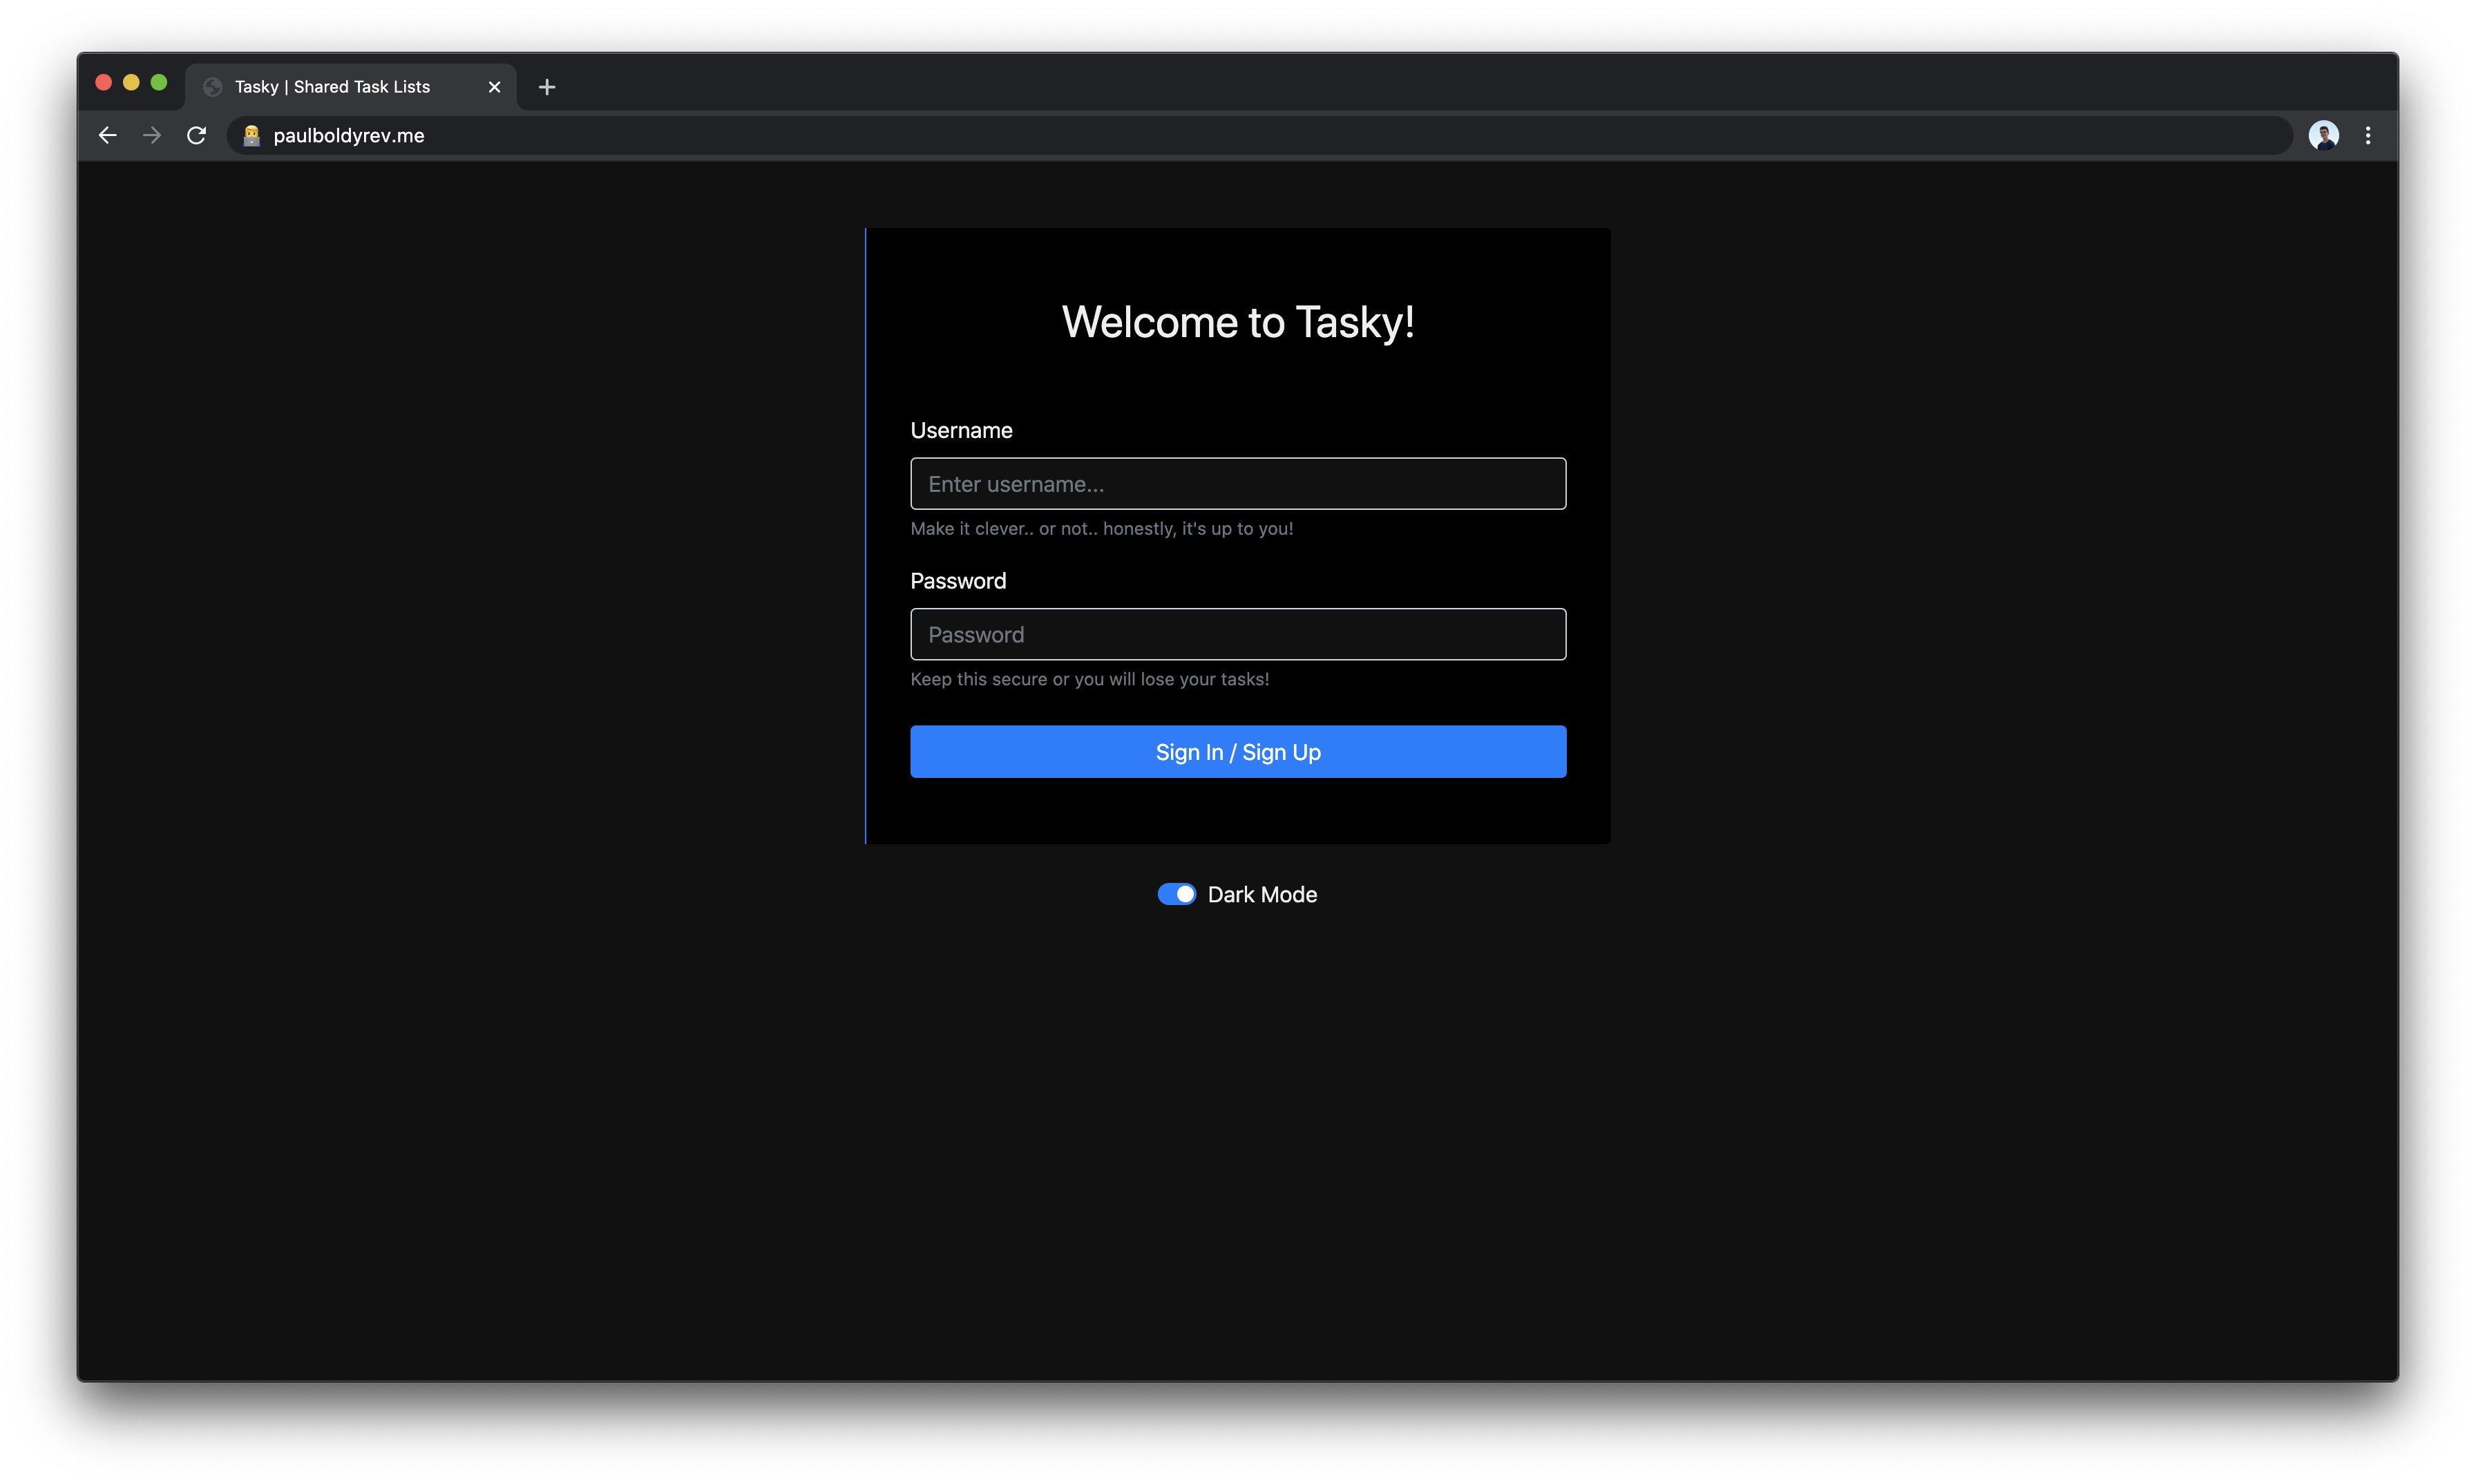 Tasky | Shared Task Lists
paulboldyrev.me
Welcome to Tasky!
Username
Enter username...
Make it clever.. or not.. honestly, it's up to you!
Password
Password
Keep this secure or you will lose your tasks!
Sign In / Sign Up
Dark Mode